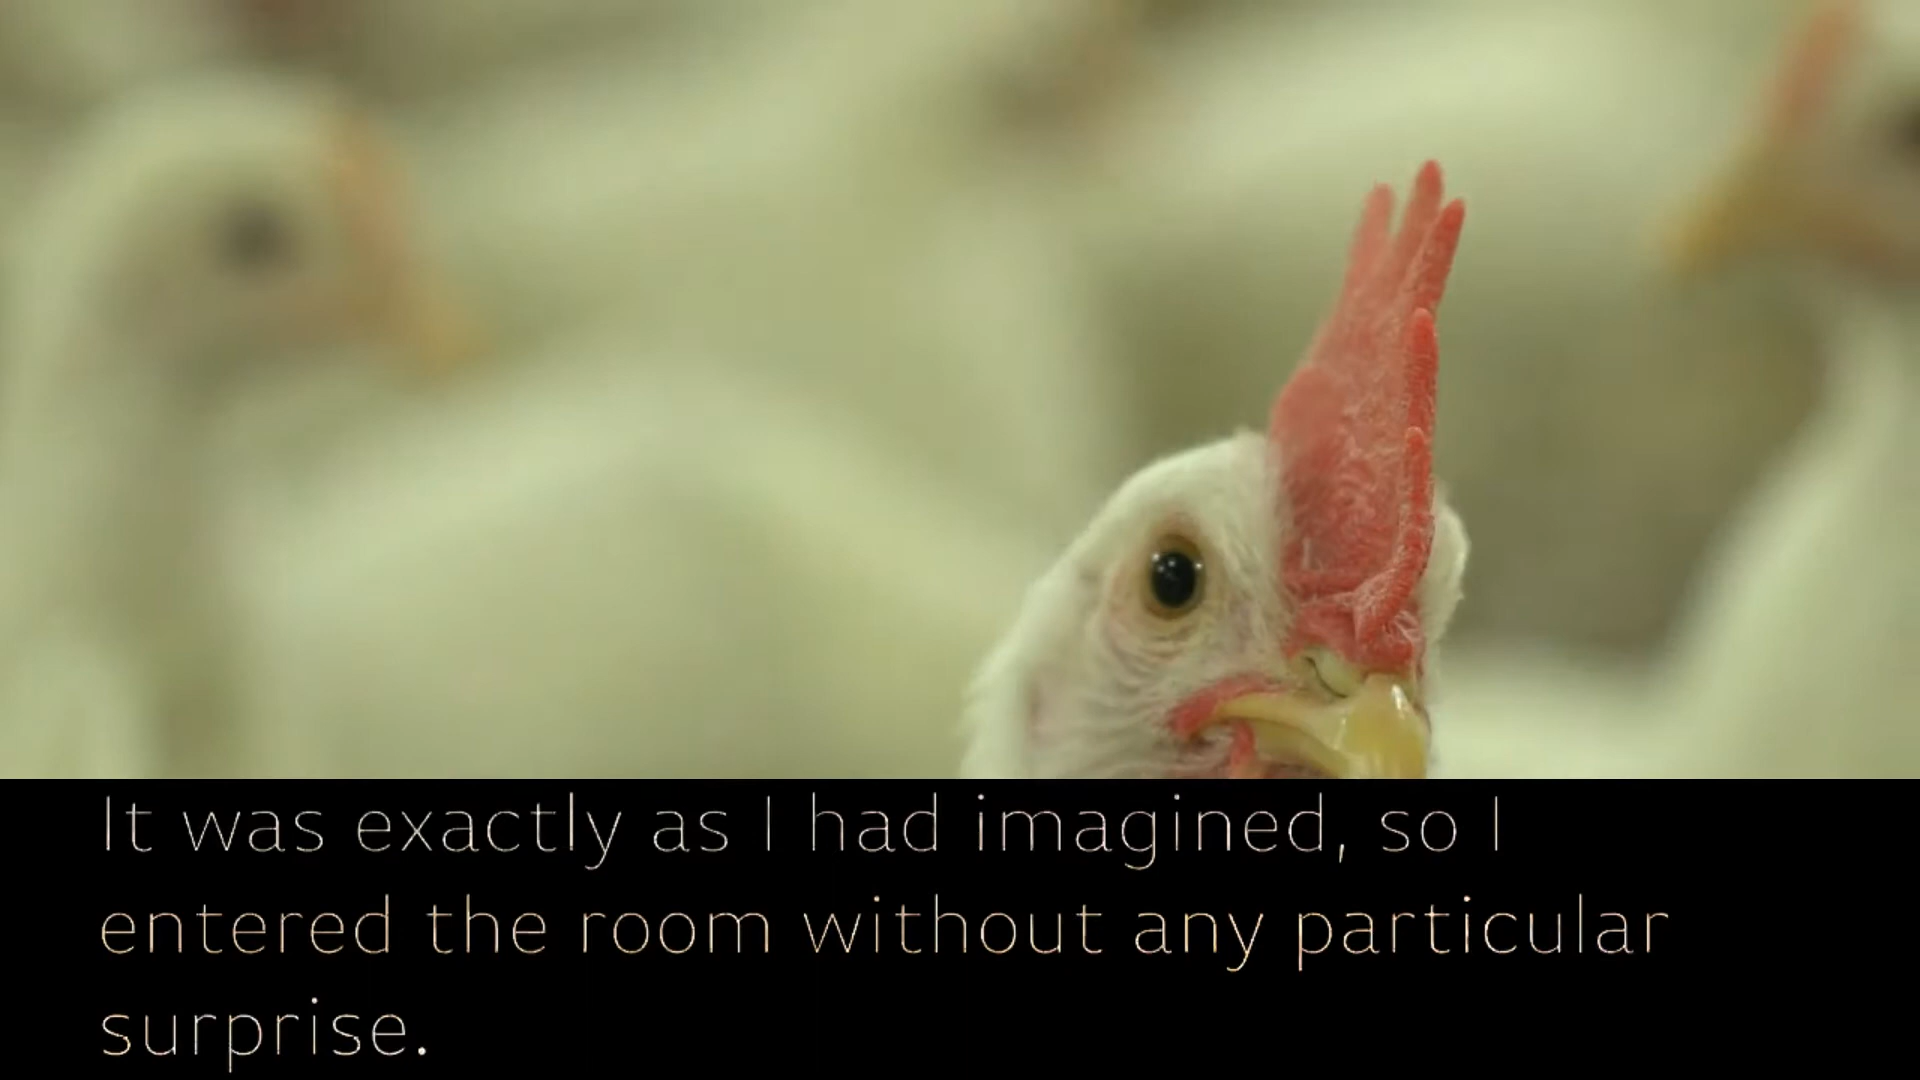 It was exactly as I had imagined, so I
entered the room without any particular
surprise.